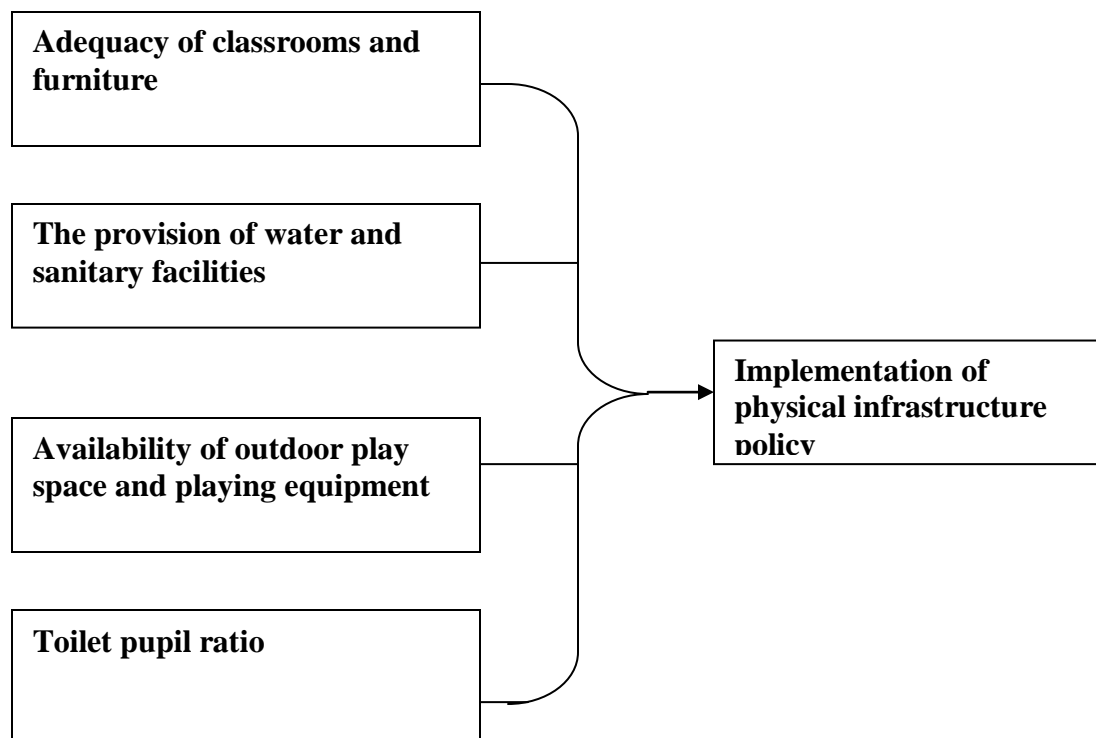 Adequacy of classrooms and
furniture
The provision of water and
sanitary facilities
Availability of outdoor play
space and playing equipment
Toilet pupil ratio
Implementation of
physical infrastructure
policy